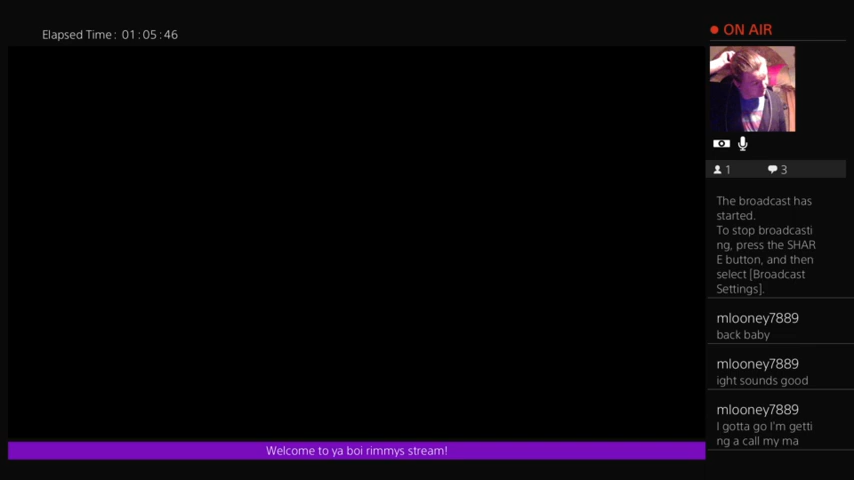 Elapsed Time: 01:05:46
ON AIR
1 3
The broadcast has
started.
To stop broadcasti
ng, press the SHAR
E button, and then
select [Broadcast
Settings].
mlooney7889
back baby
mlooney7889
ight sounds good
mlooney7889
I gotta go I'm getti
ng a call my ma
Welcome to ya boi rimmys stream!